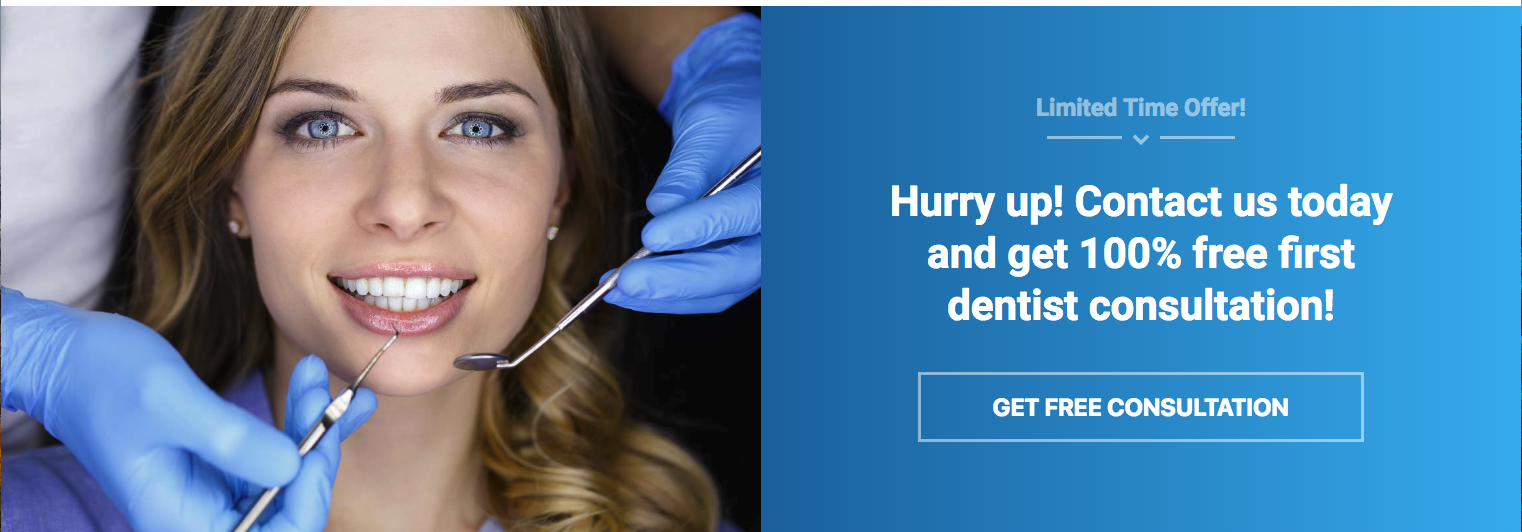 Limited Time Offer!
Hurry up! Contact us today
and get 100% free first
dentist consultation!
GET FREE CONSULTATION